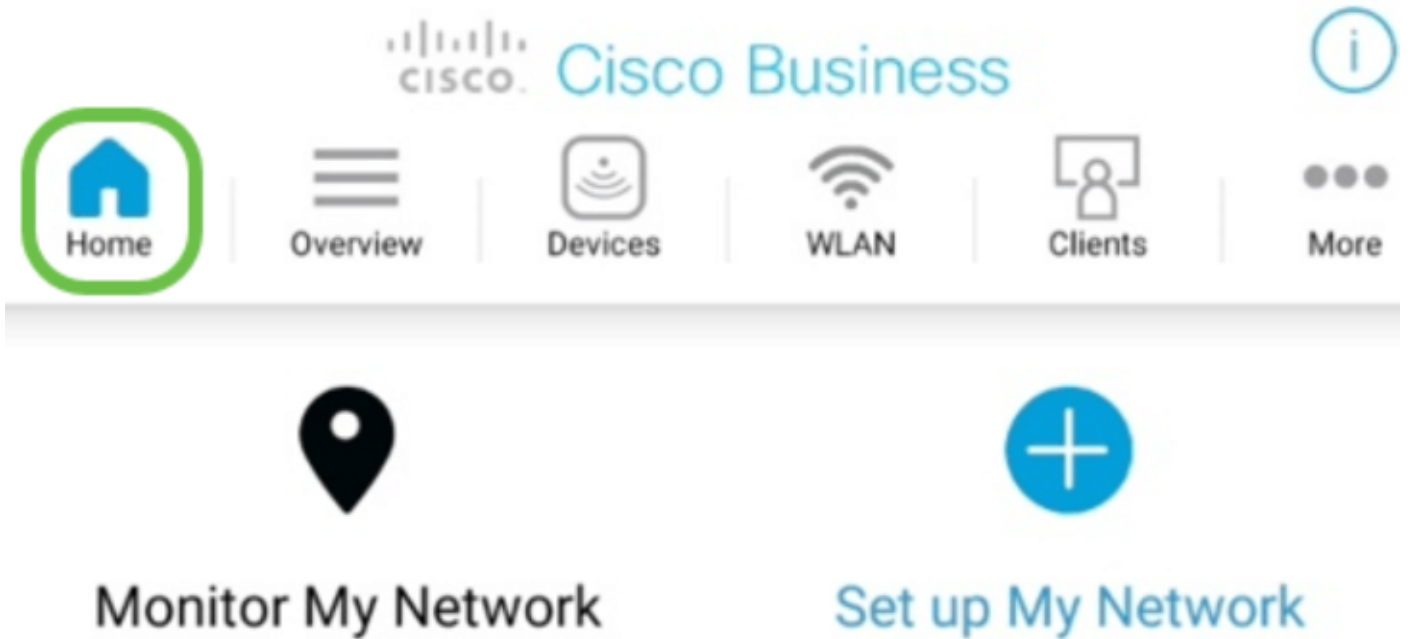 CISCO. Cisco Business
i
Home Overview Devices WLAN Clients More
Monitor My Network Set up My Network